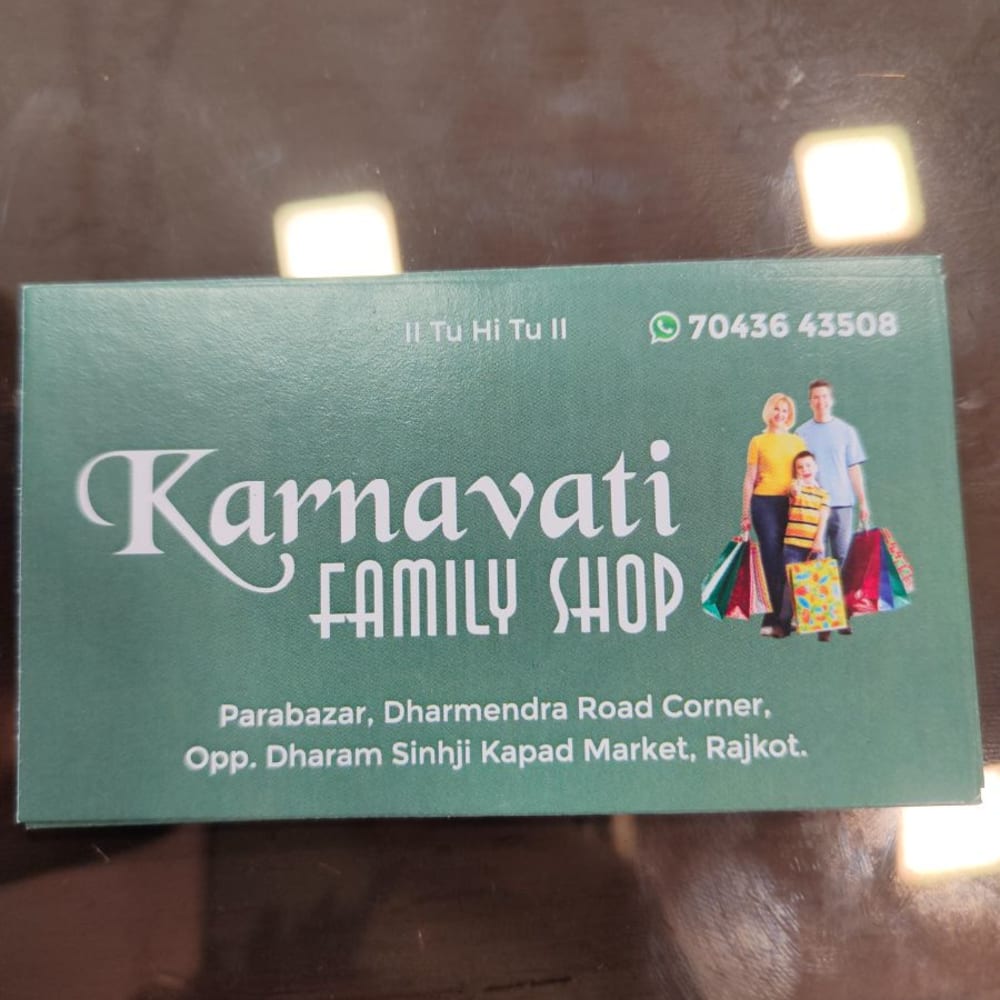 II Tu Hi Tu II
70436 43508
Karnavati
FAMILY SHOP
Parabazar, Dharmendra Road Corner,
Opp. Dharam Sinhji Kapad Market, Rajkot.